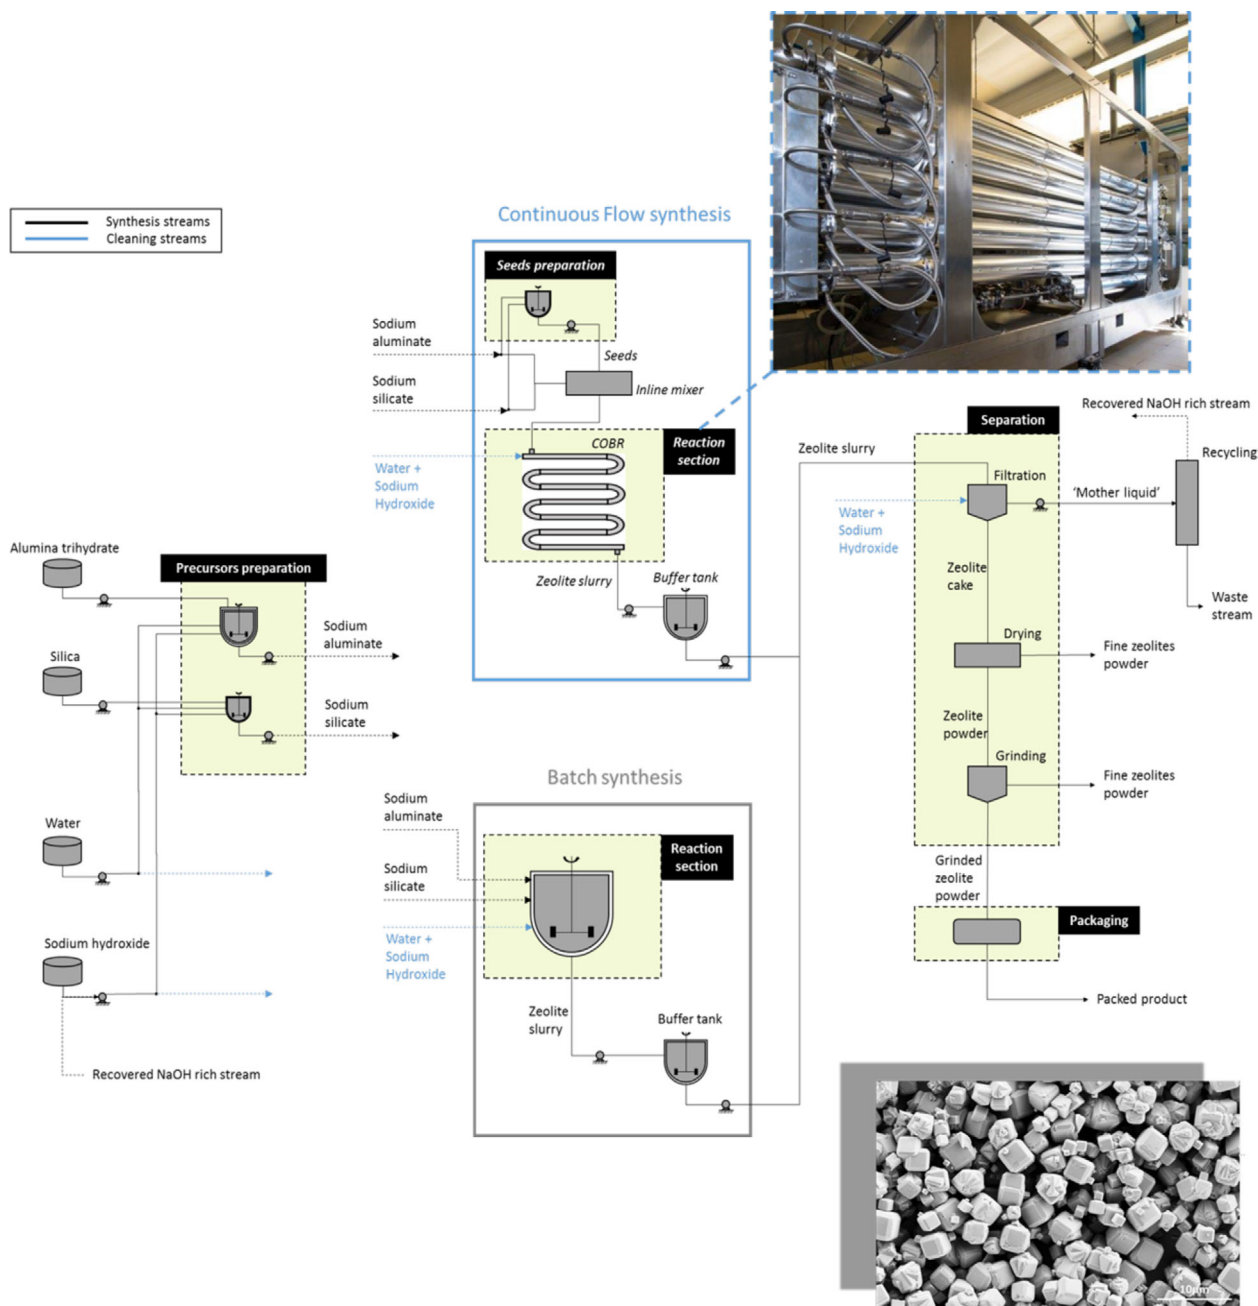 Synthesis streams
Cleaning streams
Continuous Flow synthesis
Seeds preparation
Sodium
aluminate
Seeds
Sodium
silicate
Inline mixer
COBR
Reaction
section
Water +
Sodium
Hydroxide
Zeolite slurry
Buffer tank
Alumina trihydrate
Precursors preparation
Sodium
aluminate
Silica
Sodium
silicate
Water
Sodium hydroxide
Recovered NaOH rich stream
Batch synthesis
Sodium
aluminate
Reaction
section
Sodium
silicate
Water +
Sodium
Hydroxide
Zeolite
slurry
Buffer tank
Recovered NaOH rich stream
Separation
Zeolite slurry
Recycling
Filtration
'Mother liquid'
Water +
Sodium
Hydroxide
Zeolite
cake
Waste
stream
Drying
Fine zeolites
powder
Zeolite
powder
Grinding
Fine zeolites
powder
Grinded
zeolite
powder
Packaging
Packed product
10µm